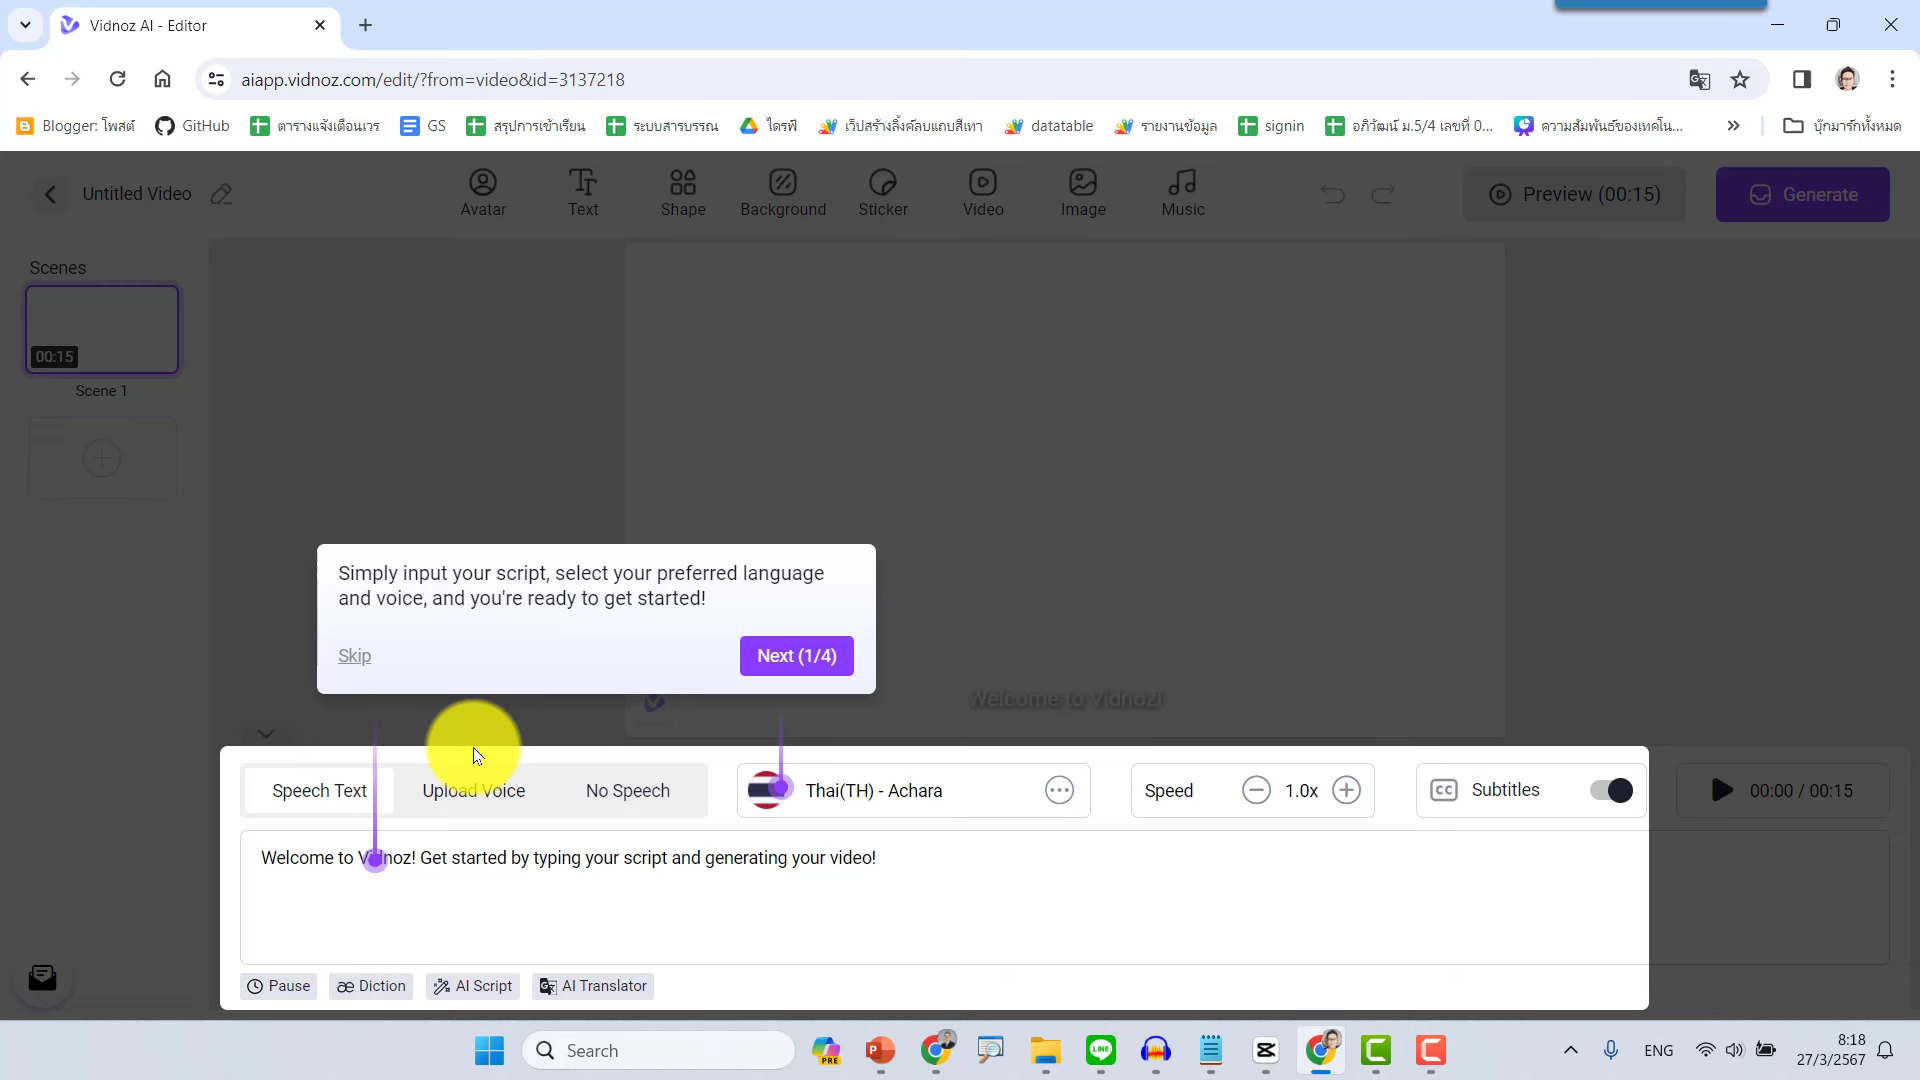 Vidnoz AI - Editor
aiapp.vidnoz.com/edit/?from=video&id=3137218
Blogger: โพสต์
GitHub
ตารางแจ้งเตือนเวร
GS
สรุปการเข้าเรียน
ระบบสารบรรณ
ไดรฟ์
เว็ปสร้างลิ้งค์ลบแถบสีเทา
datatable
รายงานข้อมูล
signin
อภิวัฒน์ ม.5/4 เลขที่ 0...
ความสัมพันธ์ของเทคโน...
บุ๊กมาร์กทั้งหมด
Untitled Video
Avatar
Text
Shape
Background
Sticker
Video
Image
Music
Preview (00:15)
Generate
Scenes
00:15
Scene 1
Simply input your script, select your preferred language
and voice, and you're ready to get started!
Skip
Next (1/4)
Welcome to Vidnoz!
Speech Text
Upload Voice
No Speech
Thai(TH) - Achara
Speed
1.0x
CC
Subtitles
00:00 / 00:15
Welcome to Vidnoz! Get started by typing your script and generating your video!
Pause
æ Diction
AI Script
AI Translator
Search
PRE
LINE
ENG
8:18
27/3/2567